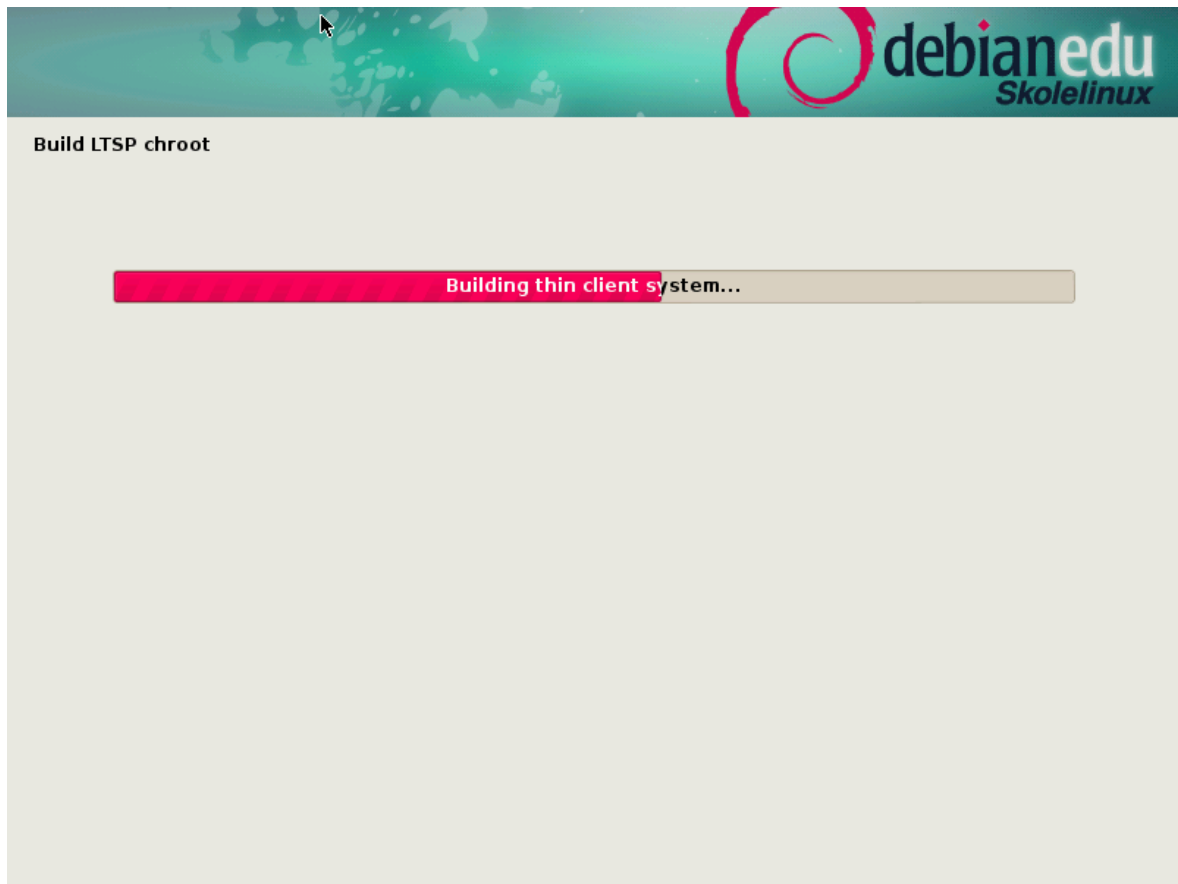 debianedu
Skolelinux
Build LTSP chroot
Building thin client system...